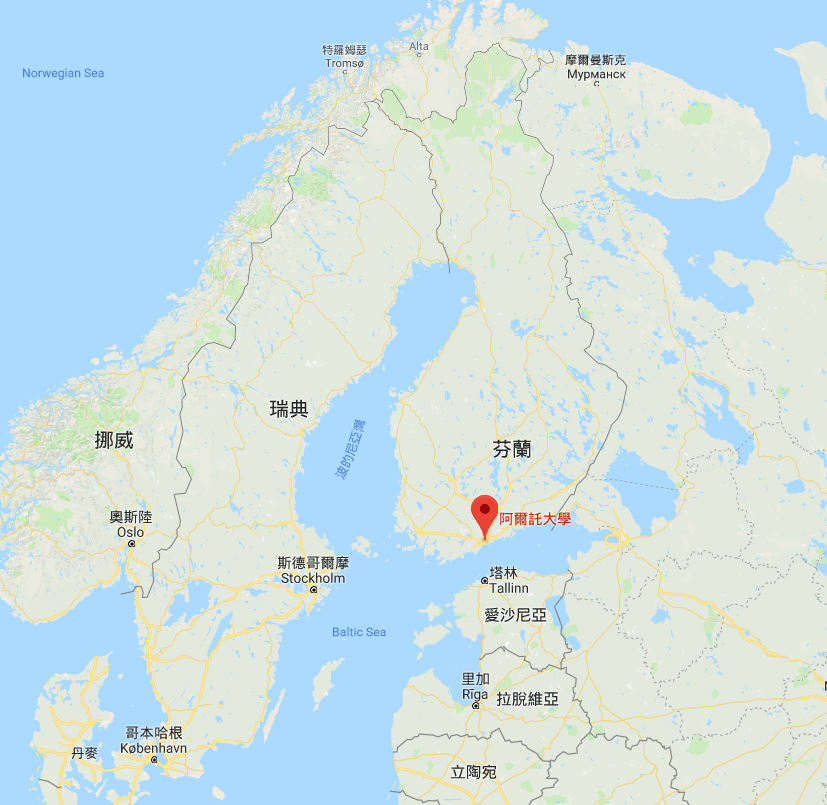 特羅姆瑟
Tromsø
Alta
摩爾曼斯克
Мурманск
Norwegian Sea
瑞典
波的尼亞灣
挪威
芬蘭
奧斯陸
Oslo
阿爾託大學
斯德哥爾摩
Stockholm
塔林
Tallinn
愛沙尼亞
Baltic Sea
里加
Rīga
拉脫維亞
哥本哈根
København
丹麥
立陶宛